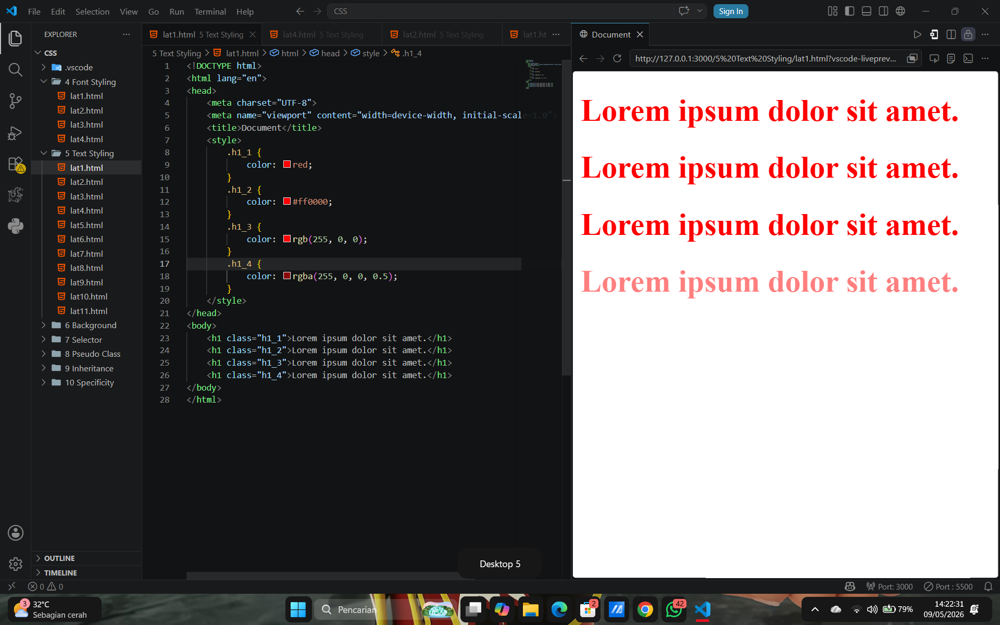 File Edit Selection View Go Run Terminal Help
CSS
Sign In
EXPLORER
CSS
.vscode
4 Font Styling
lat1.html
lat2.html
lat3.html
lat4.html
5 Text Styling
lat1.html
lat2.html
lat3.html
lat4.html
lat5.html
lat6.html
lat7.html
lat8.html
lat9.html
lat10.html
lat11.html
6 Background
7 Selector
8 Pseudo Class
9 Inheritance
10 Specificity
OUTLINE
TIMELINE
lat1.html 5 Text Styling
lat4.html 5 Text Styling
lat2.html 5 Text Styling
lat1.ht
5 Text Styling > lat1.html > html > head > style > .h1_4
1 <!DOCTYPE html>
2 <html lang="en">
3 <head>
4 <meta charset="UTF-8">
5 <meta name="viewport" content="width=device-width, initial-scale=1.0">
6 <title>Document</title>
7 <style>
8 .h1_1 {
9 color: red;
10 }
11 .h1_2 {
12 color: #ff0000;
13 }
14 .h1_3 {
15 color: rgb(255, 0, 0);
16 }
17 .h1_4 {
18 color: rgba(255, 0, 0, 0.5);
19 }
20 </style>
21 </head>
22 <body>
23 <h1 class="h1_1">Lorem ipsum dolor sit amet.</h1>
24 <h1 class="h1_2">Lorem ipsum dolor sit amet.</h1>
25 <h1 class="h1_3">Lorem ipsum dolor sit amet.</h1>
26 <h1 class="h1_4">Lorem ipsum dolor sit amet.</h1>
27 </body>
28 </html>
Document
http://127.0.0.1:3000/5%20Text%20Styling/lat1.html?vscode-liveprev...
Lorem ipsum dolor sit amet.
Lorem ipsum dolor sit amet.
Lorem ipsum dolor sit amet.
Lorem ipsum dolor sit amet.
Desktop 5
0 0
Port: 3000
Port : 5500
3
32°C
Sebagian cerah
Pencarian
2
42
79%
14:22:31
09/05/2026